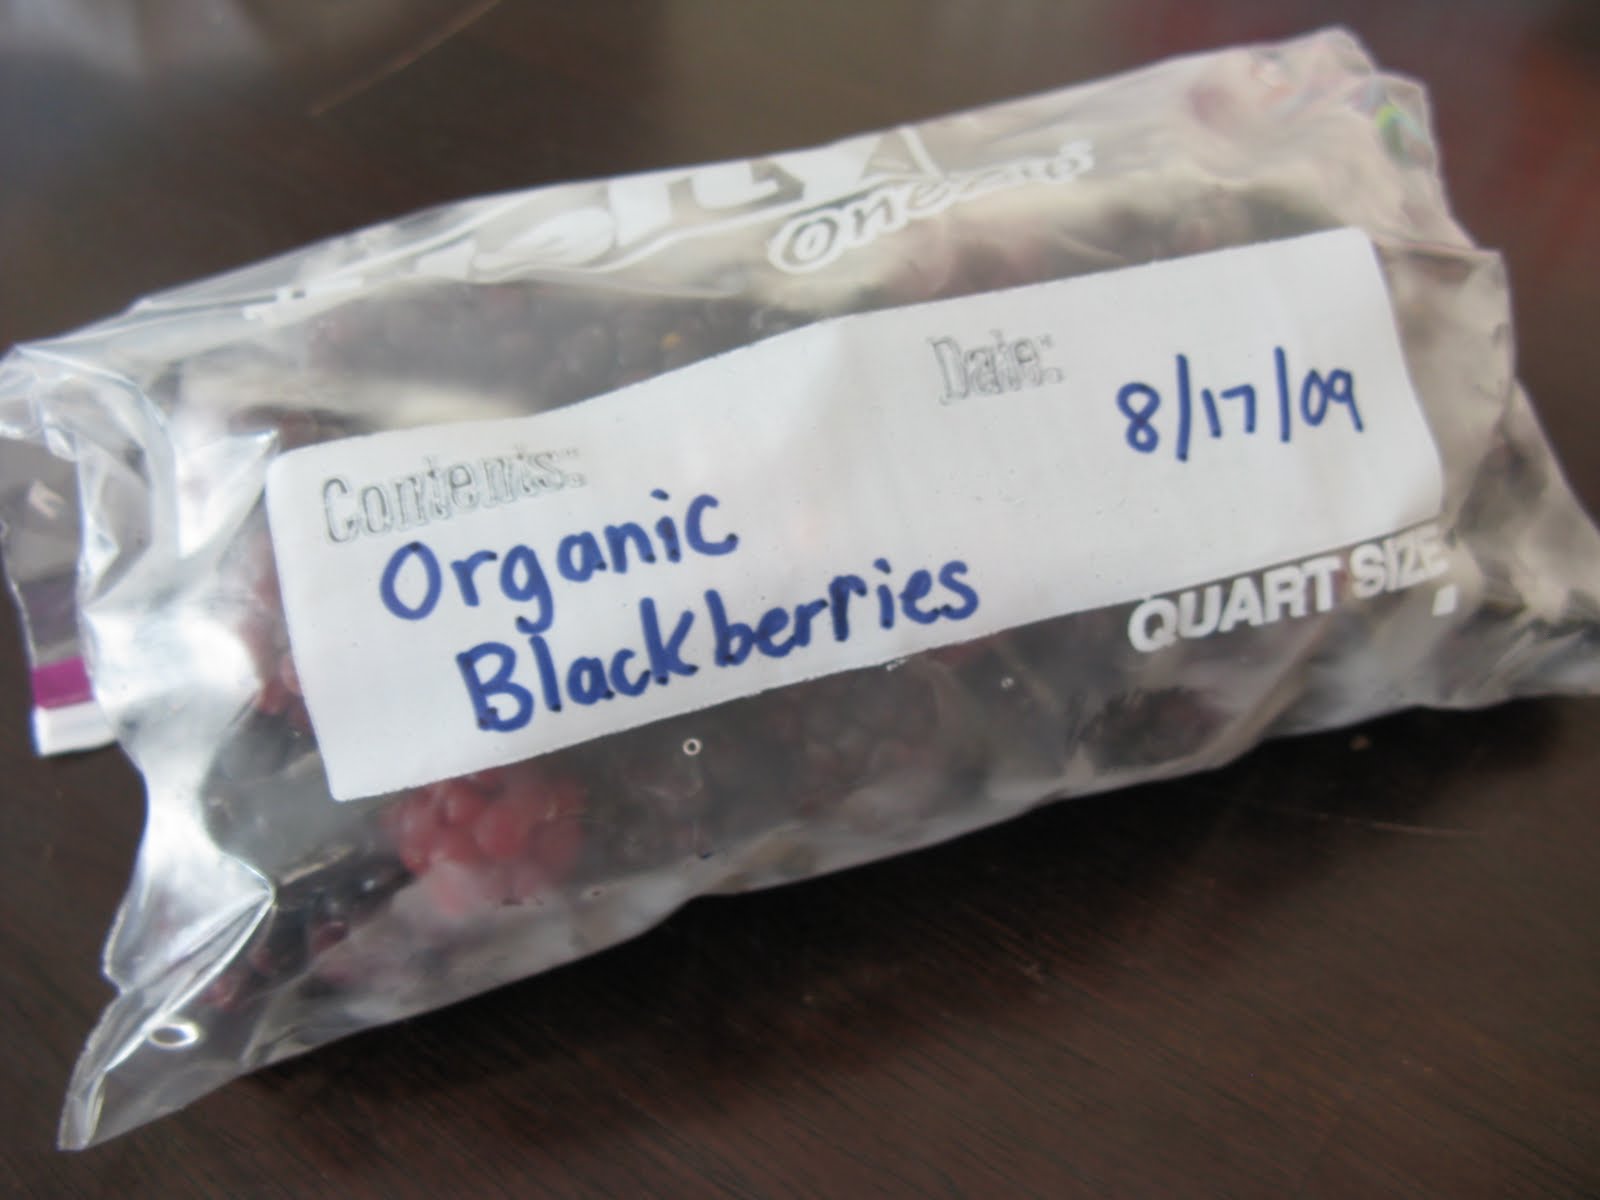 Contents:
Date:
8/17/09
Organic
Blackberries
QUART SIZE